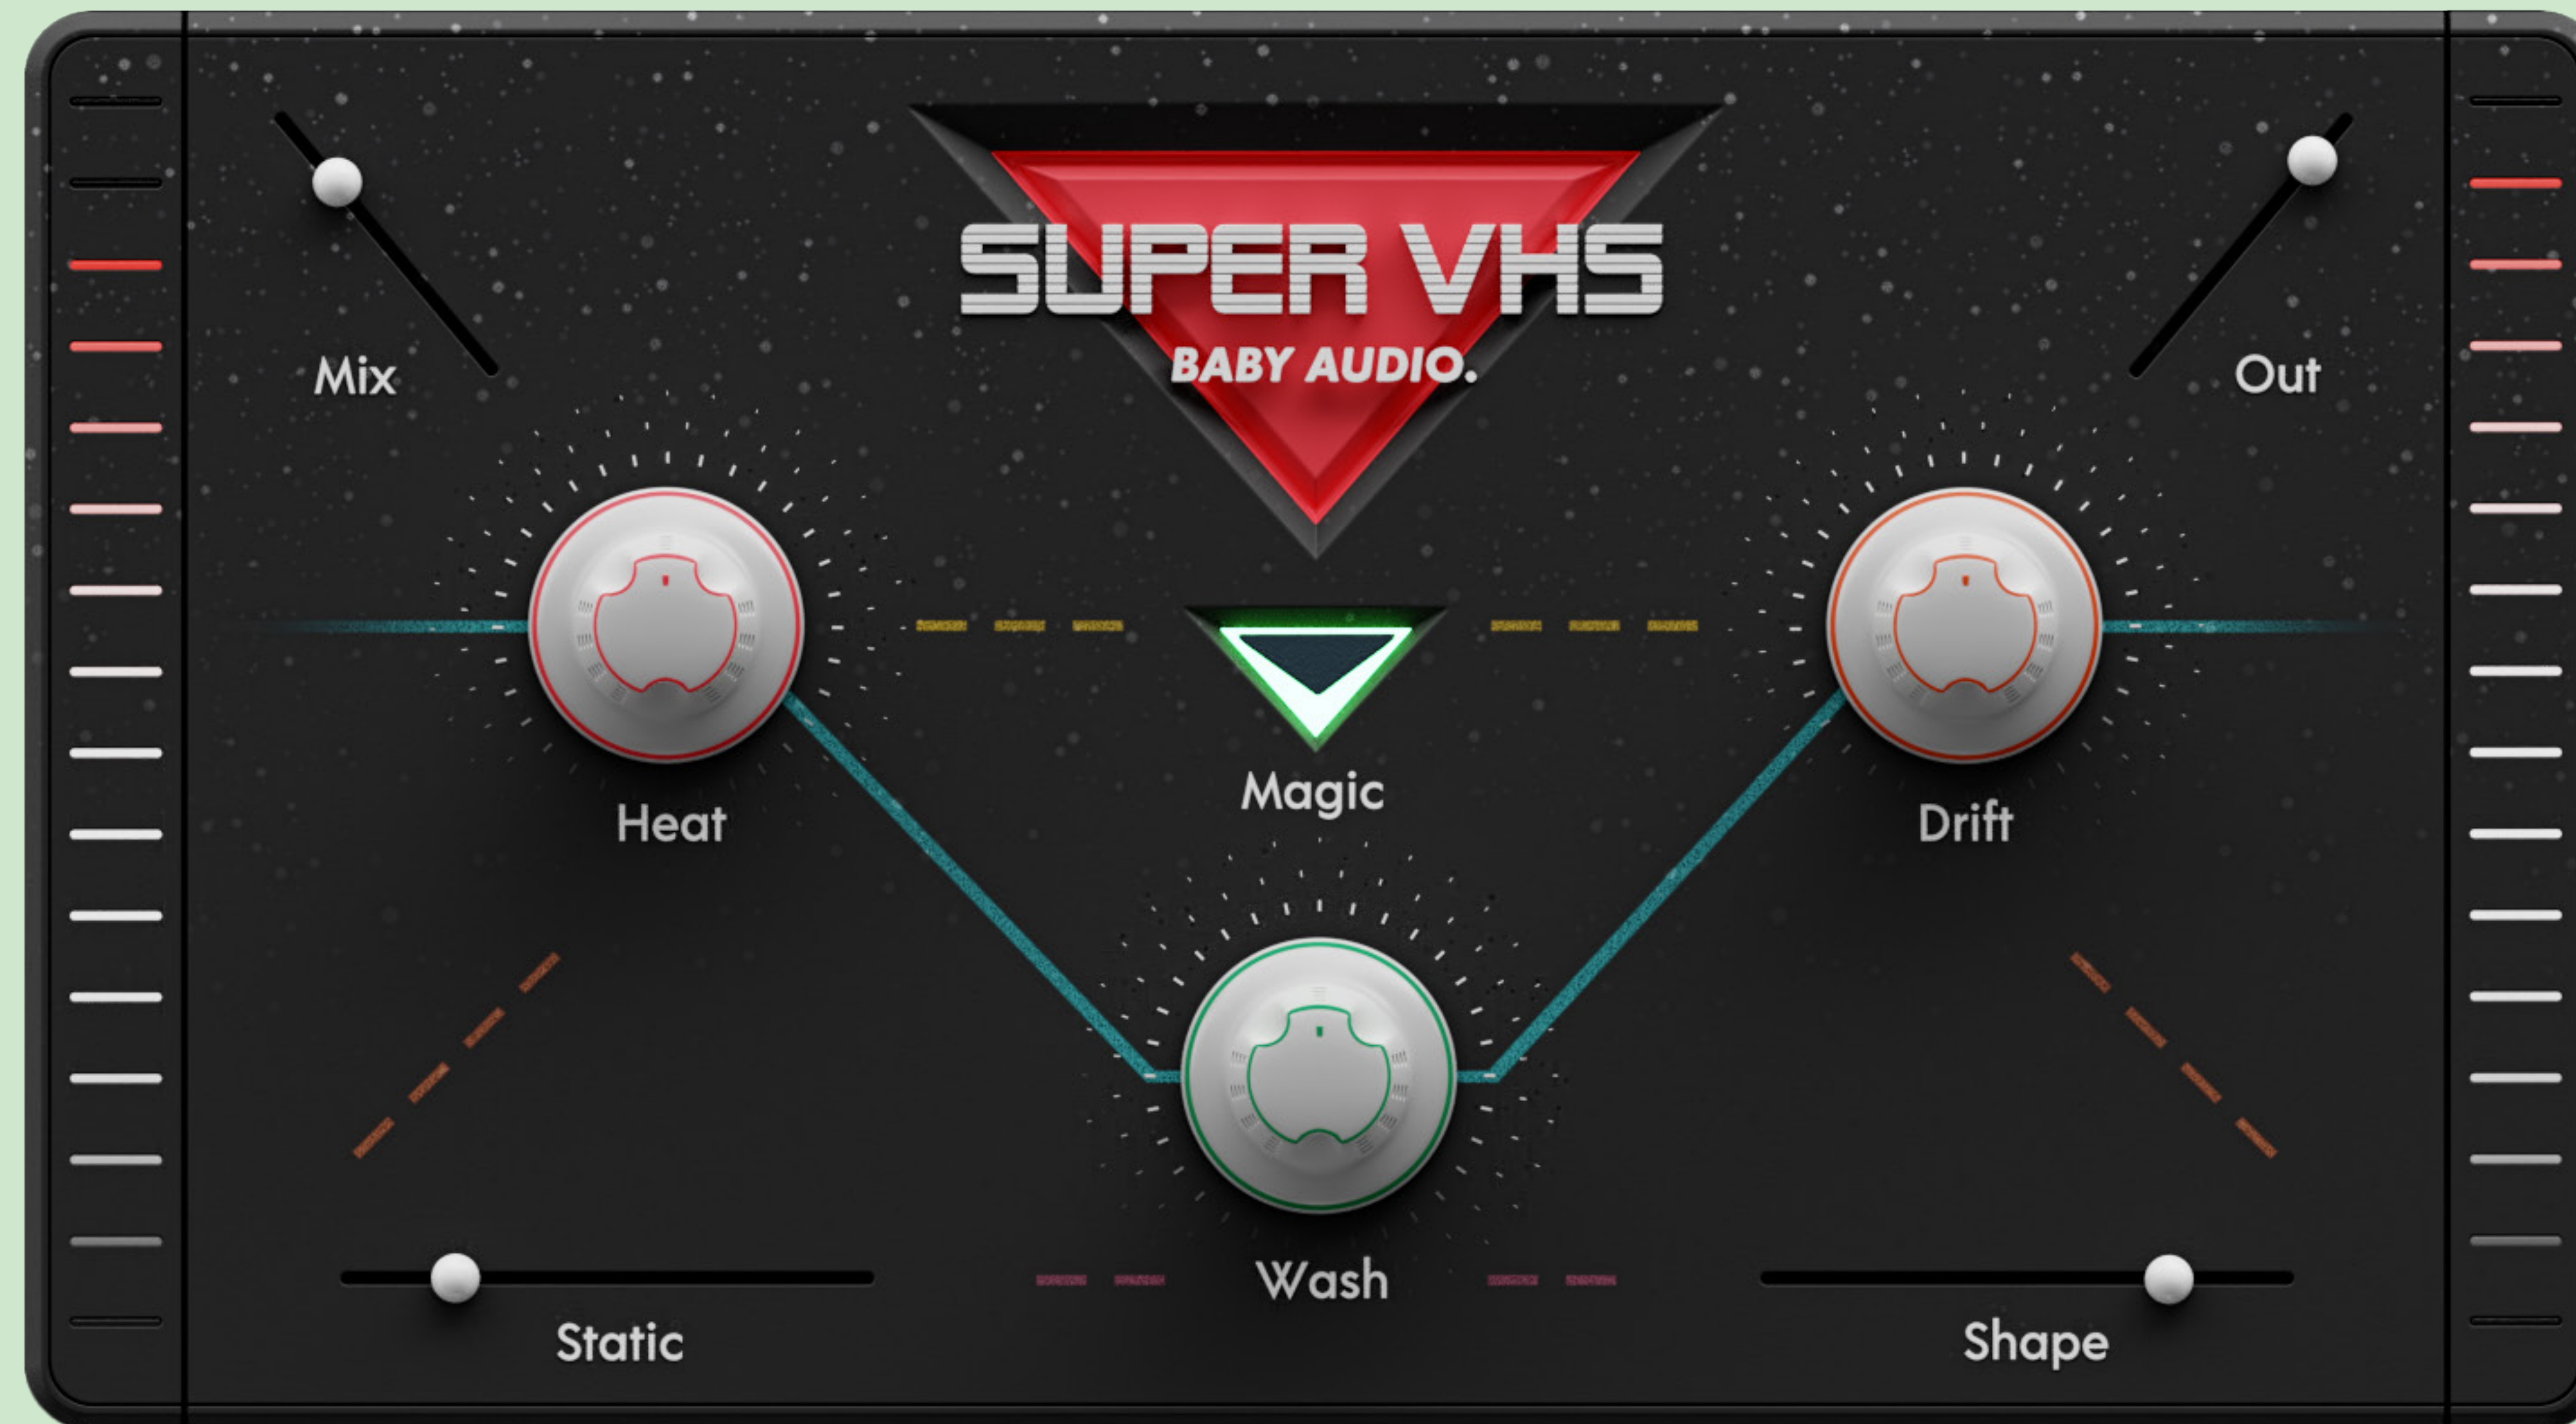 SUPER VHS
BABY AUDIO.
Mix
Out
Heat
Magic
Drift
Wash
Static
Shape